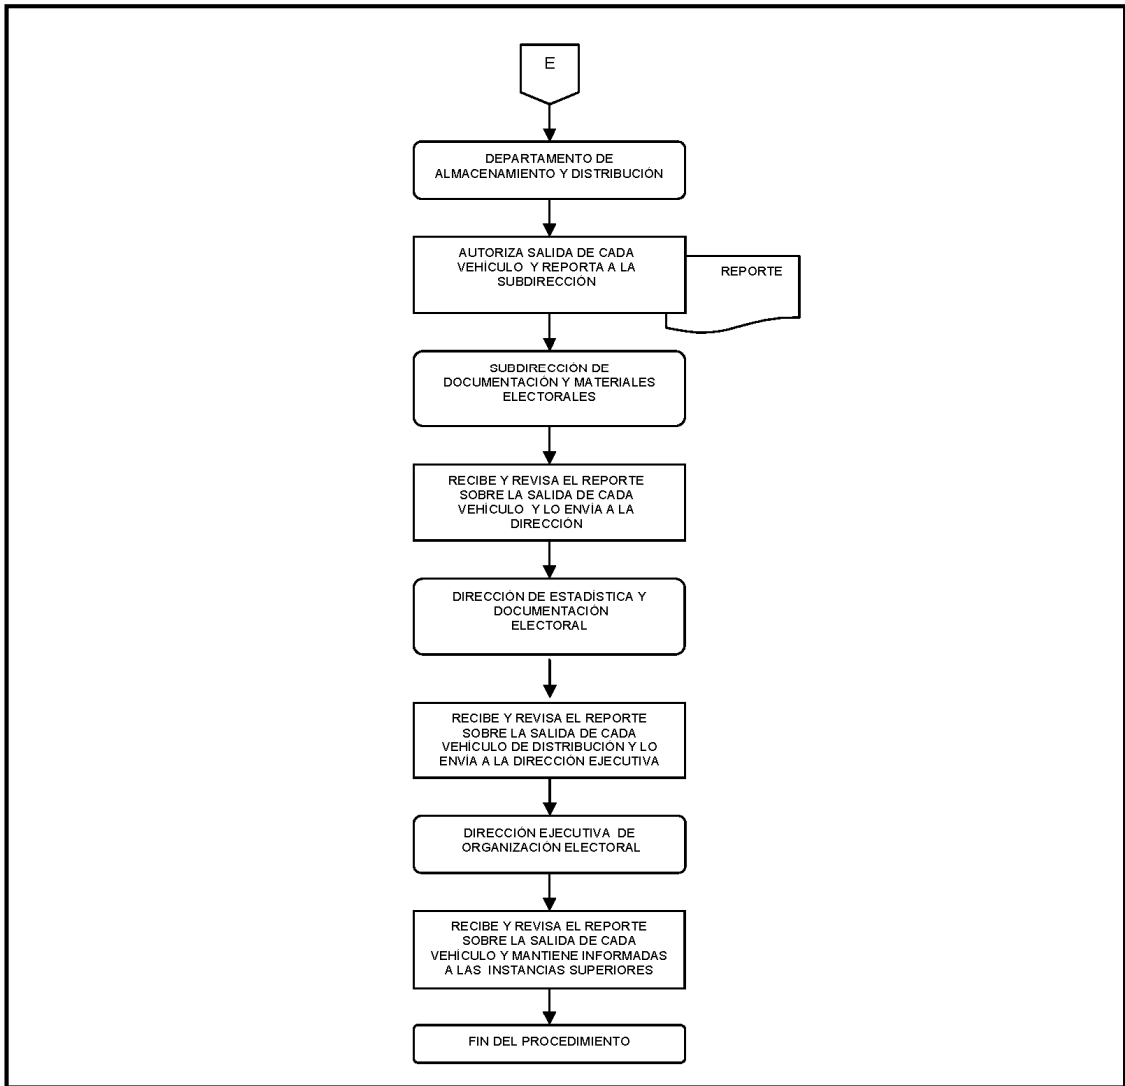 E
DEPARTAMENTO DE
ALMACENAMIENTO Y DISTRIBUCIÓN
AUTORIZA SALIDA DE CADA
VEHÍCULO Y REPORTA A LA
SUBDIRECCIÓN
REPORTE
SUBDIRECCIÓN DE
DOCUMENTACIÓN Y MATERIALES
ELECTORALES
RECIBE Y REVISA EL REPORTE
SOBRE LA SALIDA DE CADA
VEHÍCULO Y LO ENVÍA A LA
DIRECCIÓN
DIRECCIÓN DE ESTADÍSTICA Y
DOCUMENTACIÓN
ELECTORAL
RECIBE Y REVISA EL REPORTE
SOBRE LA SALIDA DE CADA
VEHÍCULO DE DISTRIBUCIÓN Y LO
ENVÍA A LA DIRECCIÓN EJECUTIVA
DIRECCIÓN EJECUTIVA DE
ORGANIZACIÓN ELECTORAL
RECIBE Y REVISA EL REPORTE
SOBRE LA SALIDA DE CADA
VEHÍCULO Y MANTIENE INFORMADAS
A LAS INSTANCIAS SUPERIORES
FIN DEL PROCEDIMIENTO